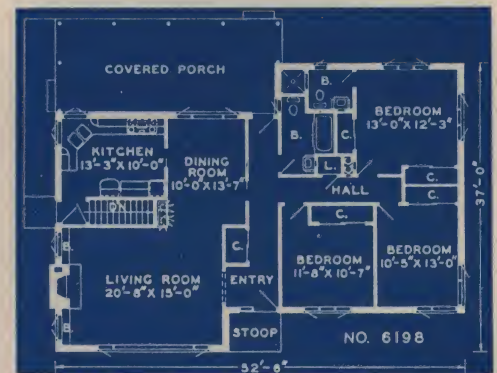 COVERED PORCH
KITCHEN
13'-3" X 10'-0"
DINING
ROOM
10'-0" X 13'-7"
B.
B.
C.
L.
BEDROOM
13'-0" X 12'-3"
C.
C.
HALL
DN
B.
LIVING ROOM
20'-8" X 15'-0"
B.
C.
ENTRY
STOOP
C.
BEDROOM
11'-8" X 10'-7"
BEDROOM
10'-5" X 13'-0"
NO. 6198
37'-0"
52'-6"